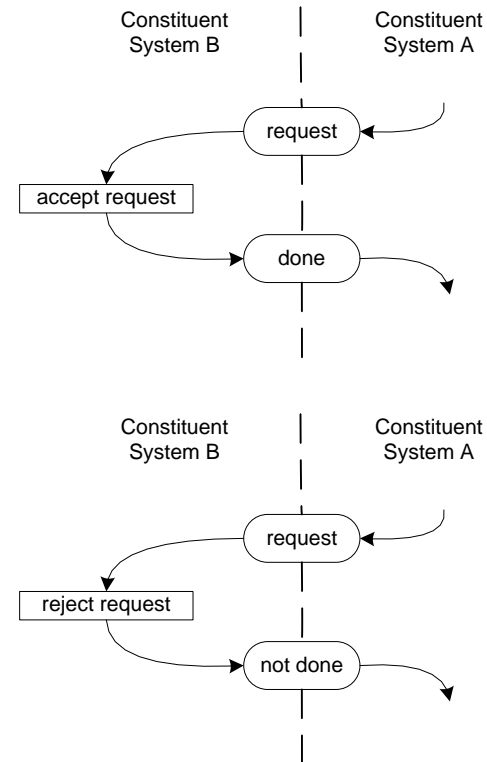 Constituent
System B
Constituent
System A
request
accept request
done
Constituent
System B
Constituent
System A
request
reject request
not done